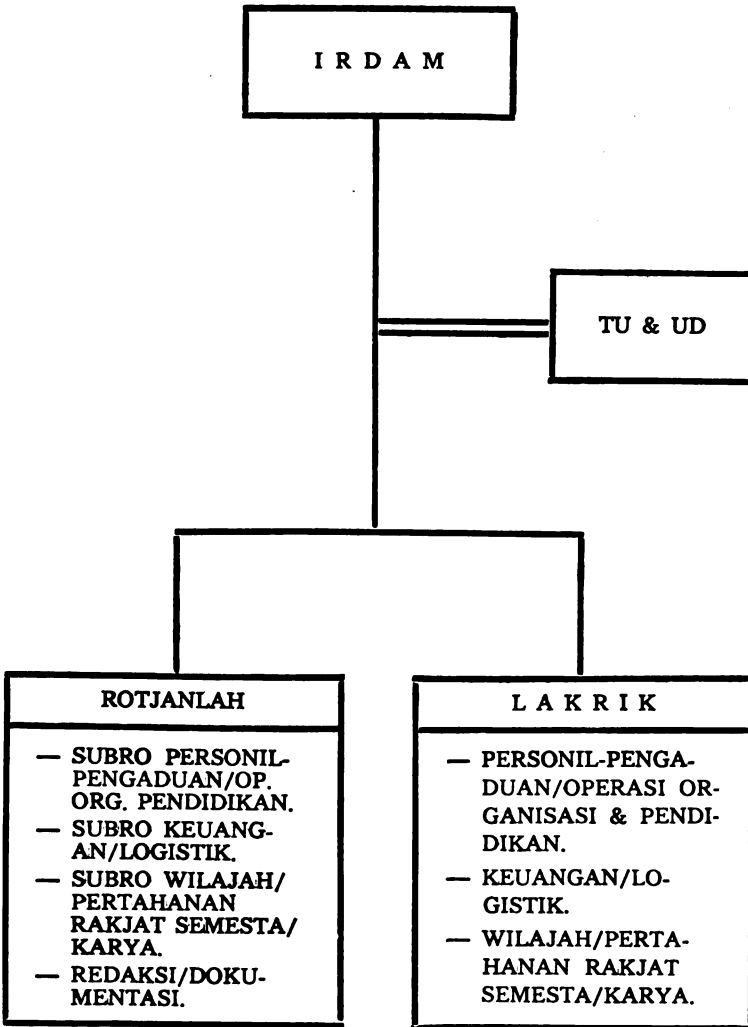 I R D A M
TU & UD
ROTJANLAH
— SUBRO PERSONIL-
PENGADUAN/OP.
ORG. PENDIDIKAN.
— SUBRO KEUANG-
AN/LOGISTIK.
— SUBRO WILAJAH/
PERTAHANAN
RAKJAT SEMESTA/
KARYA.
— REDAKSI/DOKU-
MENTASI.
L A K R I K
— PERSONIL-PENGA-
DUAN/OPERASI OR-
GANISASI & PENDI-
DIKAN.
— KEUANGAN/LO-
GISTIK.
— WILAJAH/PERTA-
HANAN RAKJAT
SEMESTA/KARYA.